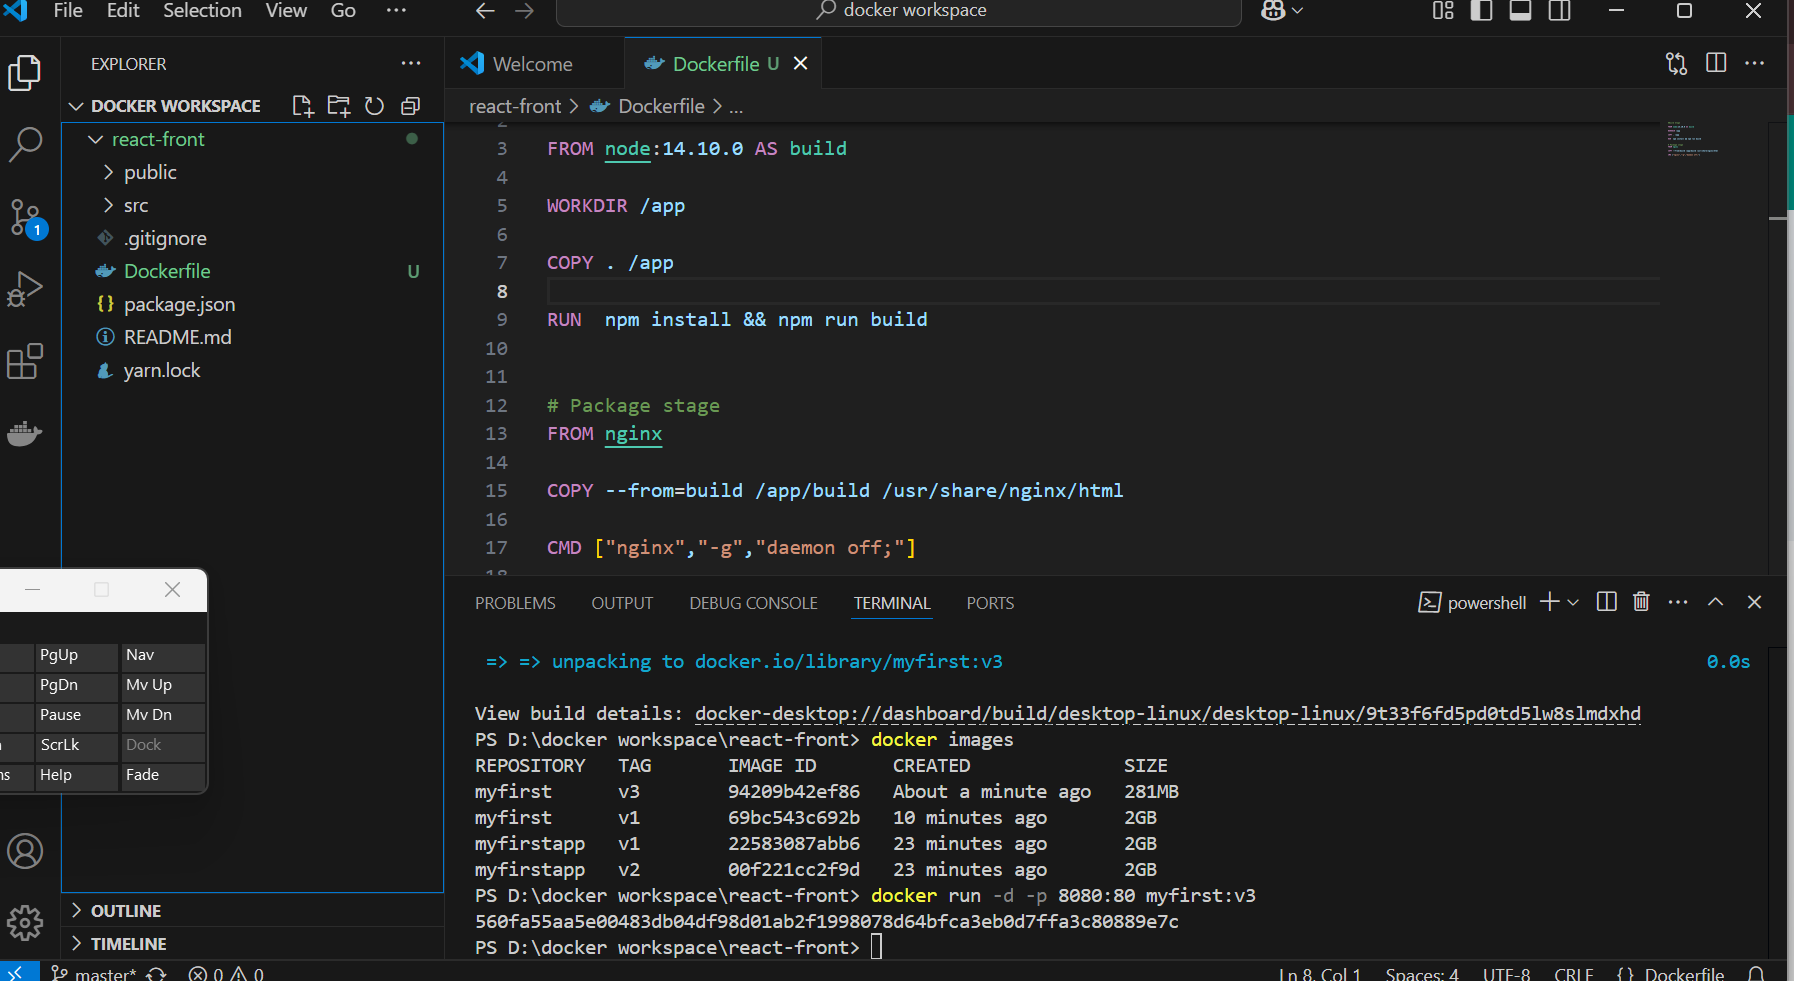 File Edit Selection View Go ··· docker workspace
EXPLORER ···
DOCKER WORKSPACE
react-front
public
src
1
.gitignore
Dockerfile U
{} package.json
README.md
yarn.lock
Welcome
Dockerfile U
react-front > Dockerfile > ...
3 FROM node:14.10.0 AS build
4
5 WORKDIR /app
6
7 COPY . /app
8
9 RUN  npm install && npm run build
10
11
12 # Package stage
13 FROM nginx
14
15 COPY --from=build /app/build /usr/share/nginx/html
16
17 CMD ["nginx","-g","daemon off;"]
PgUp Nav
PgDn Mv Up
Pause Mv Dn
ScrLk Dock
Help Fade
PROBLEMS OUTPUT DEBUG CONSOLE TERMINAL PORTS powershell
=> => unpacking to docker.io/library/myfirst:v3 0.0s
View build details: docker-desktop://dashboard/build/desktop-linux/desktop-linux/9t33f6fd5pd0td5lw8slmdxhd
PS D:\docker workspace\react-front> docker images
REPOSITORY TAG IMAGE ID CREATED SIZE
myfirst v3 94209b42ef86 About a minute ago 281MB
myfirst v1 69bc543c692b 10 minutes ago 2GB
myfirstapp v1 22583087abb6 23 minutes ago 2GB
myfirstapp v2 00f221cc2f9d 23 minutes ago 2GB
PS D:\docker workspace\react-front> docker run -d -p 8080:80 myfirst:v3
560fa55aa5e00483db04df98d01ab2f1998078d64bfca3eb0d7ffa3c80889e7c
PS D:\docker workspace\react-front>
OUTLINE
TIMELINE
master* 0 0 Ln 8, Col 1 Spaces: 4 UTF-8 CRLF {} Dockerfile